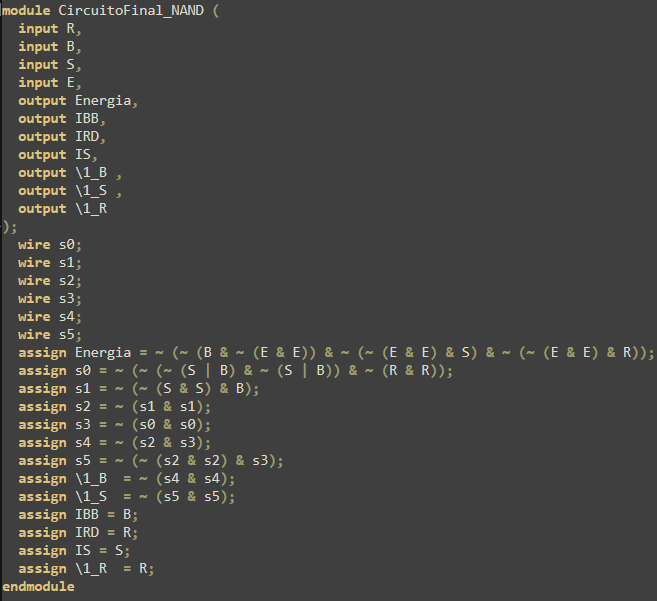 module CircuitoFinal_NAND (
  input R,
  input B,
  input S,
  input E,
  output Energia,
  output IBB,
  output IRD,
  output IS,
  output \1_B ,
  output \1_S ,
  output \1_R
);
  wire s0;
  wire s1;
  wire s2;
  wire s3;
  wire s4;
  wire s5;
  assign Energia = ~ (~ (B & ~ (E & E)) & ~ (~ (E & E) & S) & ~ (~ (E & E) & R));
  assign s0 = ~ (~ (~ (S | B) & ~ (S | B)) & ~ (R & R));
  assign s1 = ~ (~ (S & S) & B);
  assign s2 = ~ (s1 & s1);
  assign s3 = ~ (s0 & s0);
  assign s4 = ~ (s2 & s3);
  assign s5 = ~ (~ (s2 & s2) & s3);
  assign \1_B  = ~ (s4 & s4);
  assign \1_S  = ~ (s5 & s5);
  assign IBB = B;
  assign IRD = R;
  assign IS = S;
  assign \1_R  = R;
endmodule